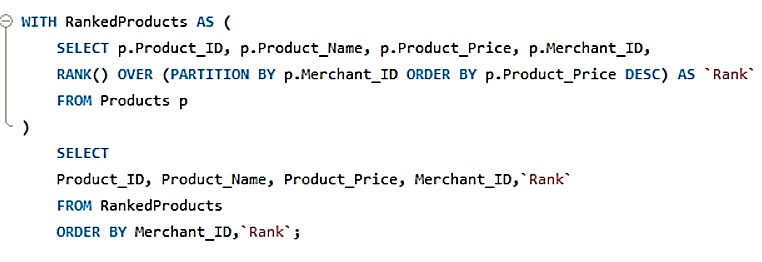 WITH RankedProducts AS (
SELECT p.Product_ID, p.Product_Name, p.Product_Price, p.Merchant_ID,
RANK() OVER (PARTITION BY p.Merchant_ID ORDER BY p.Product_Price DESC) AS `Rank`
FROM Products p
)
SELECT
Product_ID, Product_Name, Product_Price, Merchant_ID,`Rank`
FROM RankedProducts
ORDER BY Merchant_ID,`Rank`;